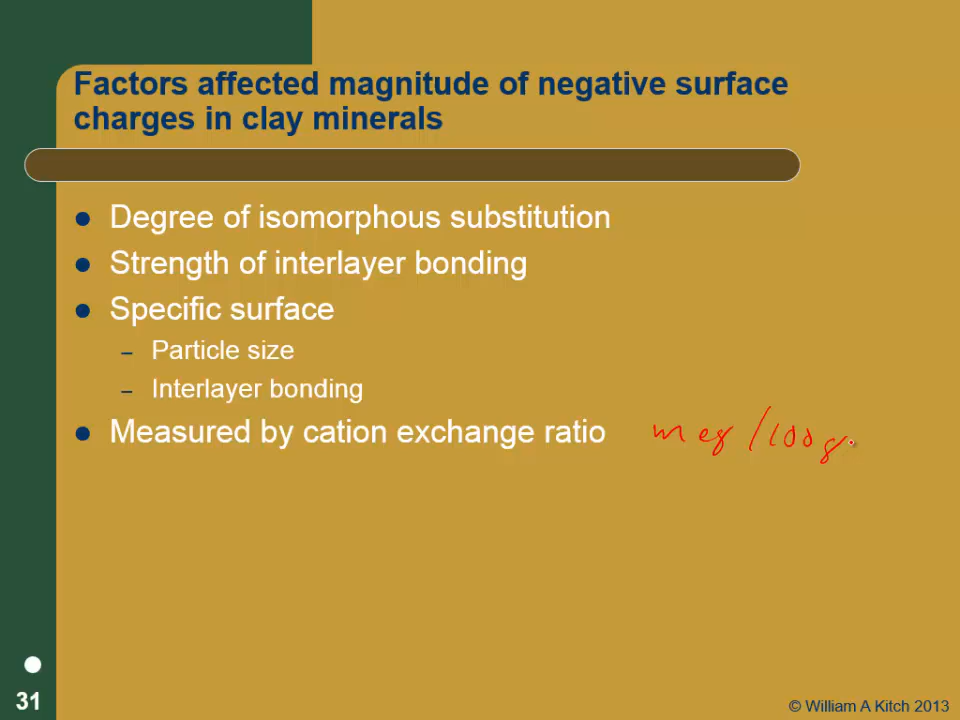 Factors affected magnitude of negative surface
charges in clay minerals
Degree of isomorphous substitution
Strength of interlayer bonding
Specific surface
– Particle size
– Interlayer bonding
Measured by cation exchange ratio meq/100g
31
© William A Kitch 2013